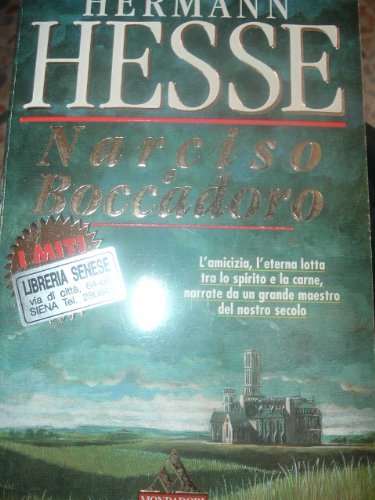 HERMANN
HESSE
Narciso
e
Boccadoro
I MITI
LIBRERIA SENESE
via di città,
SIENA Tel.
L'amicizia, l'eterna lotta
tra lo spirito e la carne,
narrate da un grande maestro
del nostro secolo
MONDADORI